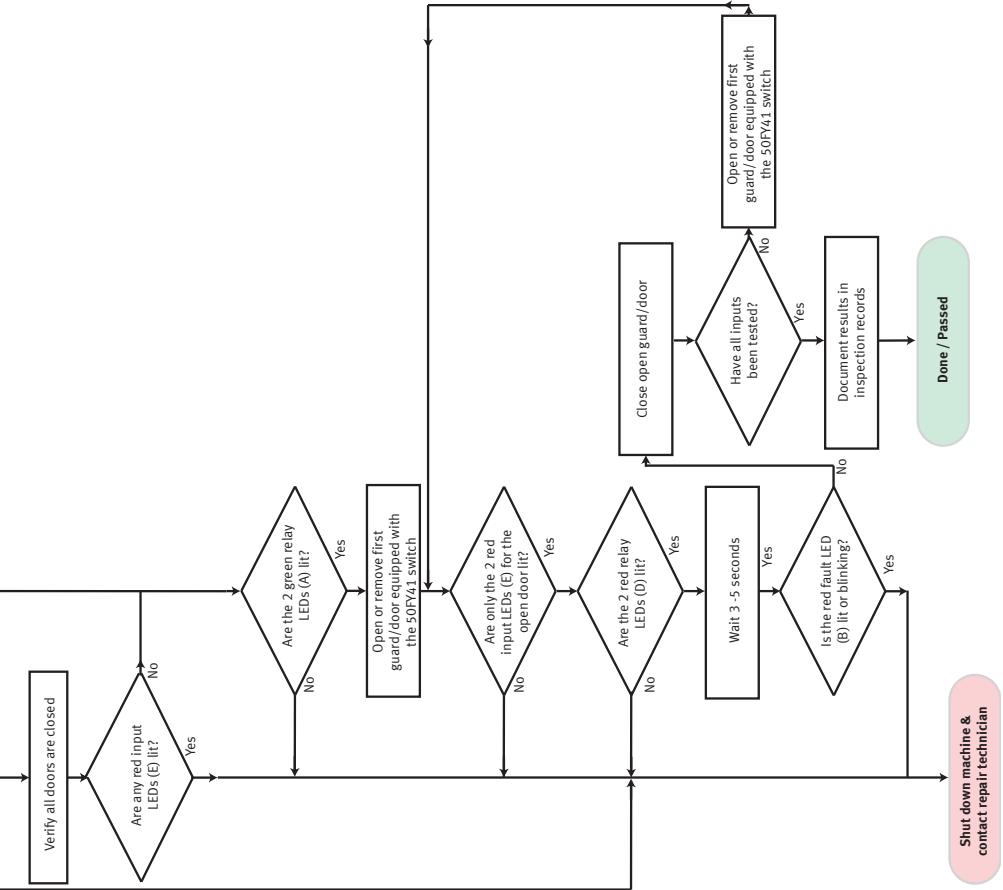 Verify all doors are closed
Are any red input
LEDs (E) lit?
No
Yes
Are the 2 green relay
LEDs (A) lit?
No
Yes
Open or remove first
guard/door equipped with
the 50FY41 switch
Are only the 2 red
input LEDs (E) for the
open door lit?
No
Yes
Are the 2 red relay
LEDs (D) lit?
No
Yes
Wait 3 -5 seconds
Yes
Is the red fault LED
(B) lit or blinking?
No
Yes
Close open guard/door
Have all inputs
been tested?
No
Yes
Open or remove first
guard/door equipped with
the 50FY41 switch
Document results in
inspection records
Done / Passed
Shut down machine &
contact repair technician